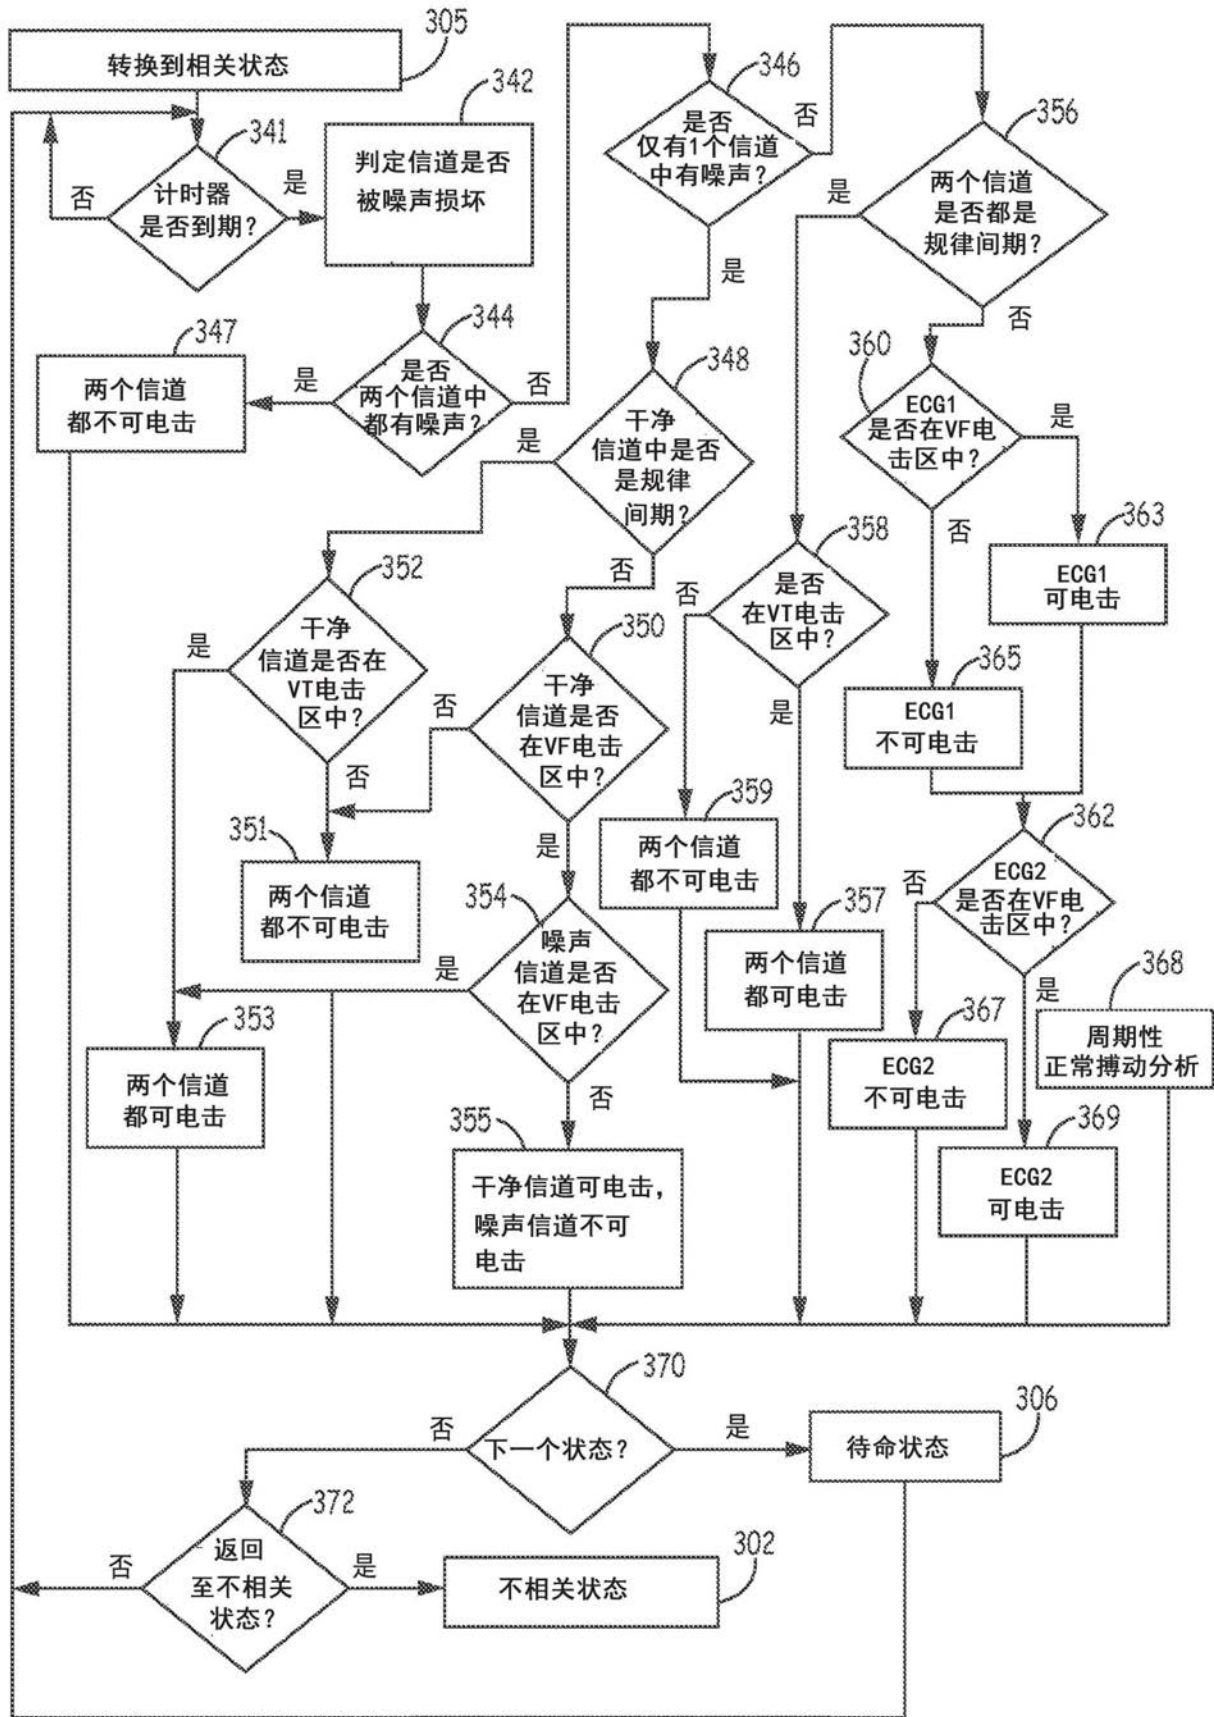 305
转换到相关状态
341
计时器
是否到期?
否
是
342
判定信道是否
被噪声损坏
344
是否
两个信道中
都有噪声?
是
否
347
两个信道
都不可电击
346
是否
仅有1个信道
中有噪声?
否
是
356
两个信道
是否都是
规律间期?
是
否
348
干净
信道中是否
是规律
间期?
是
否
360
ECG1
是否在VF电
击区中?
是
否
363
ECG1
可电击
365
ECG1
不可电击
352
干净
信道是否在
VT电击
区中?
是
否
350
干净
信道是否
在VF电击
区中?
否
是
358
是否
在VT电击
区中?
否
是
351
两个信道
都不可电击
359
两个信道
都不可电击
357
两个信道
都可电击
362
ECG2
是否在VF电
击区中?
否
是
354
噪声
信道是否
在VF电击
区中?
是
否
353
两个信道
都可电击
367
ECG2
不可电击
368
周期性
正常搏动分析
369
ECG2
可电击
355
干净信道可电击，
噪声信道不可
电击
370
下一个状态?
否
是
306
待命状态
372
返回
至不相关
状态?
否
是
302
不相关状态